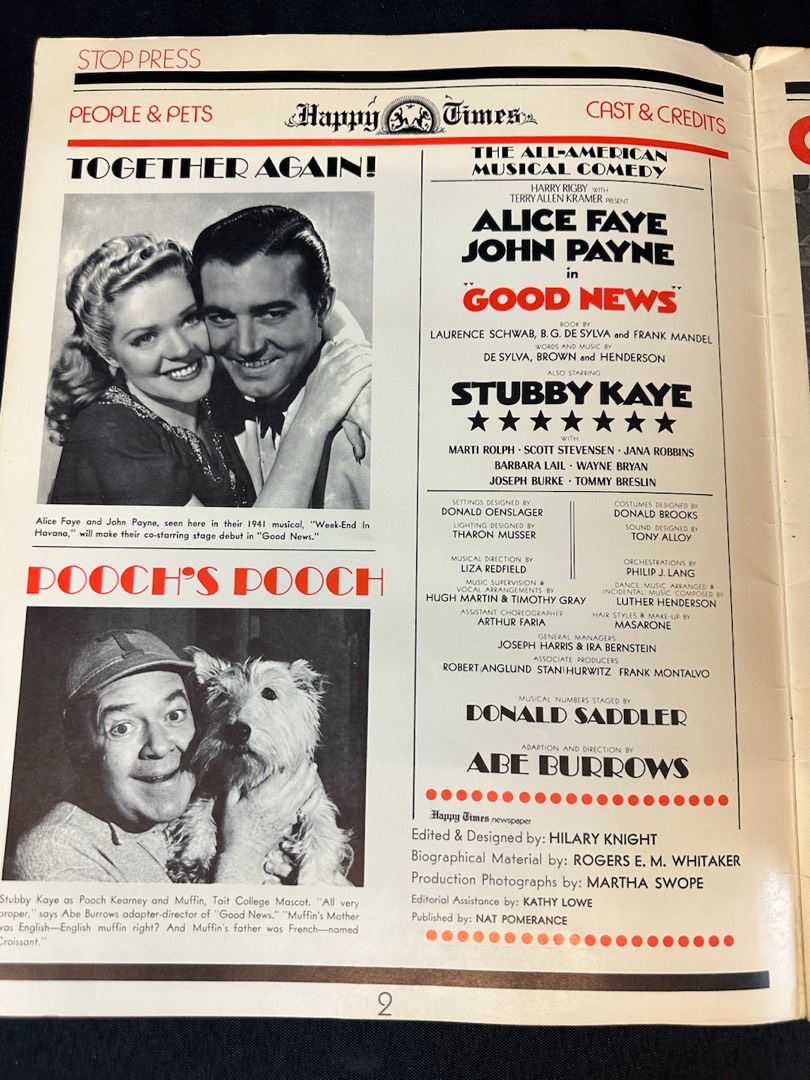 STOP PRESS
PEOPLE & PETS
Happy Times
CAST & CREDITS
TOGETHER AGAIN!
Alice Faye and John Payne, seen here in their 1941 musical, "Week-End In
Havana," will make their co-starring stage debut in "Good News."
POOCH'S POOCH
Stubby Kaye as Pooch Kearney and Muffin, Tait College Mascot. "All very
proper," says Abe Burrows adapter-director of "Good News." "Muffin's Mother
was English—English muffin right? And Muffin's father was French—named
Croissant."
THE ALL-AMERICAN
MUSICAL COMEDY
HARRY RIGBY WITH
TERRY ALLEN KRAMER PRESENT
ALICE FAYE
JOHN PAYNE
in
"GOOD NEWS"
BOOK BY
LAURENCE SCHWAB, B.G. DE SYLVA and FRANK MANDEL
WORDS AND MUSIC BY
DE SYLVA, BROWN and HENDERSON
ALSO STARRING
STUBBY KAYE
WITH
MARTI ROLPH · SCOTT STEVENSEN · JANA ROBBINS
BARBARA LAIL · WAYNE BRYAN
JOSEPH BURKE · TOMMY BRESLIN
SETTINGS DESIGNED BY
DONALD OENSLAGER
COSTUMES DESIGNED BY
DONALD BROOKS
LIGHTING DESIGNED BY
THARON MUSSER
SOUND DESIGNED BY
TONY ALLOY
MUSICAL DIRECTION BY
LIZA REDFIELD
ORCHESTRATIONS BY
PHILIP J. LANG
MUSIC SUPERVISION &
VOCAL ARRANGEMENTS BY
HUGH MARTIN & TIMOTHY GRAY
DANCE MUSIC ARRANGED &
INCIDENTAL MUSIC COMPOSED BY
LUTHER HENDERSON
ASSISTANT CHOREOGRAPHER
ARTHUR FARIA
HAIR STYLES & MAKE-UP BY
MASARONE
GENERAL MANAGERS
JOSEPH HARRIS & IRA BERNSTEIN
ASSOCIATE PRODUCERS
ROBERT ANGLUND STAN HURWITZ FRANK MONTALVO
MUSICAL NUMBERS STAGED BY
DONALD SADDLER
ADAPTION AND DIRECTION BY
ABE BURROWS
Happy Times newspaper
Edited & Designed by: HILARY KNIGHT
Biographical Material by: ROGERS E. M. WHITAKER
Production Photographs by: MARTHA SWOPE
Editorial Assistance by: KATHY LOWE
Published by: NAT POMERANCE
2